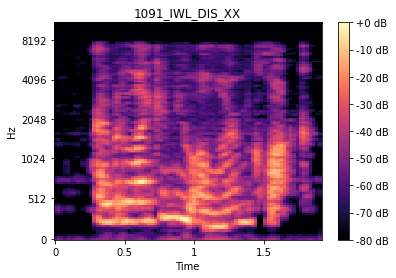 1091_IWL_DIS_XX
+0 dB
8192
-10 dB
4096
-20 dB
-30 dB
2048
Hz
-40 dB
1024
-50 dB
512
-60 dB
-70 dB
0
-80 dB
0
0.5
1
1.5
Time